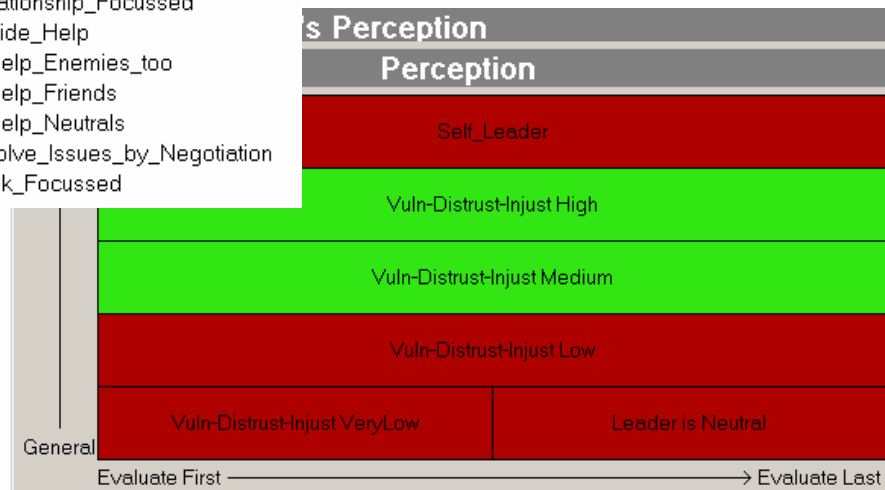 ationship_Focussed
ide_Help
elp_Enemies_too
elp_Friends
elp_Neutrals
olve_Issues_by_Negotiation
k_Focussed
's Perception
Perception
Self_Leader
Vuln-Distrust-Injust High
Vuln-Distrust-Injust Medium
Vuln-Distrust-Injust Low
Vuln-Distrust-Injust VeryLow
Leader is Neutral
General
Evaluate First
Evaluate Last